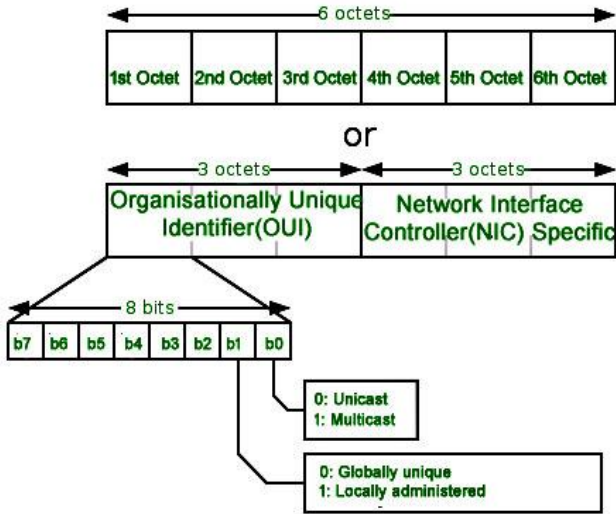 6 octets
1st Octet 2nd Octet 3rd Octet 4th Octet 5th Octet 6th Octet
or
3 octets 3 octets
Organisationally Unique
Identifier(OUI)
Network Interface
Controller(NIC) Specific
8 bits
b7 b6 b5 b4 b3 b2 b1 b0
0: Unicast
1: Multicast
0: Globally unique
1: Locally administered